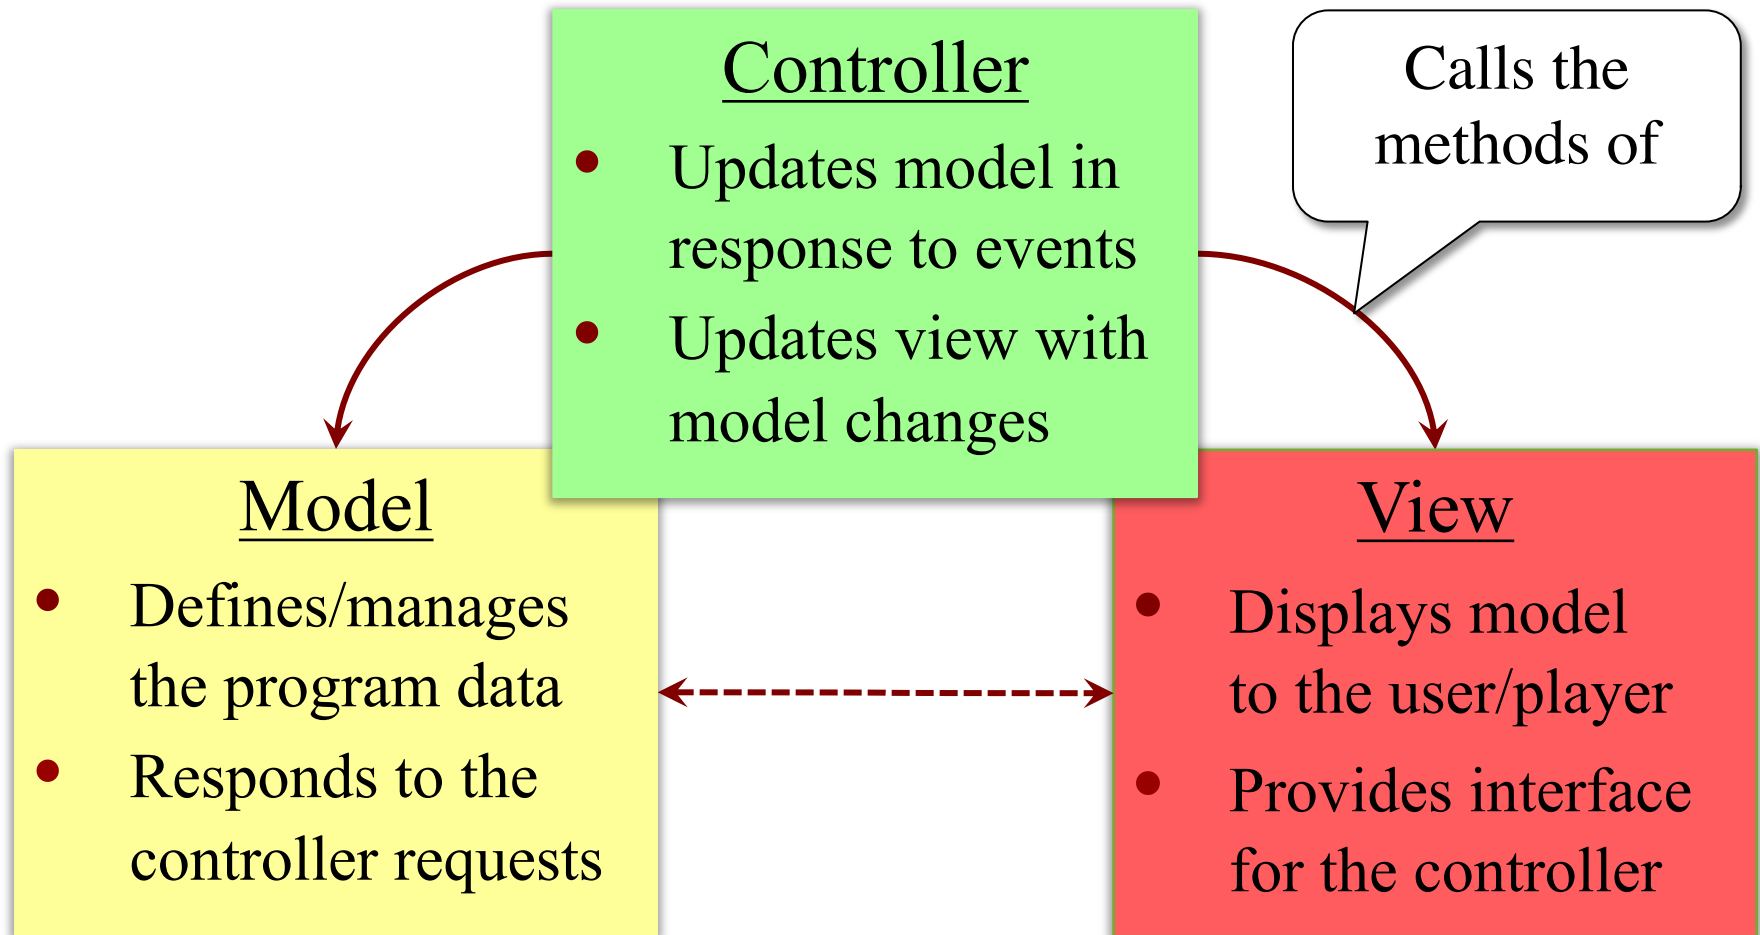 Controller
• Updates model in
response to events
• Updates view with
model changes
Calls the
methods of
Model
• Defines/manages
the program data
• Responds to the
controller requests
View
• Displays model
to the user/player
• Provides interface
for the controller